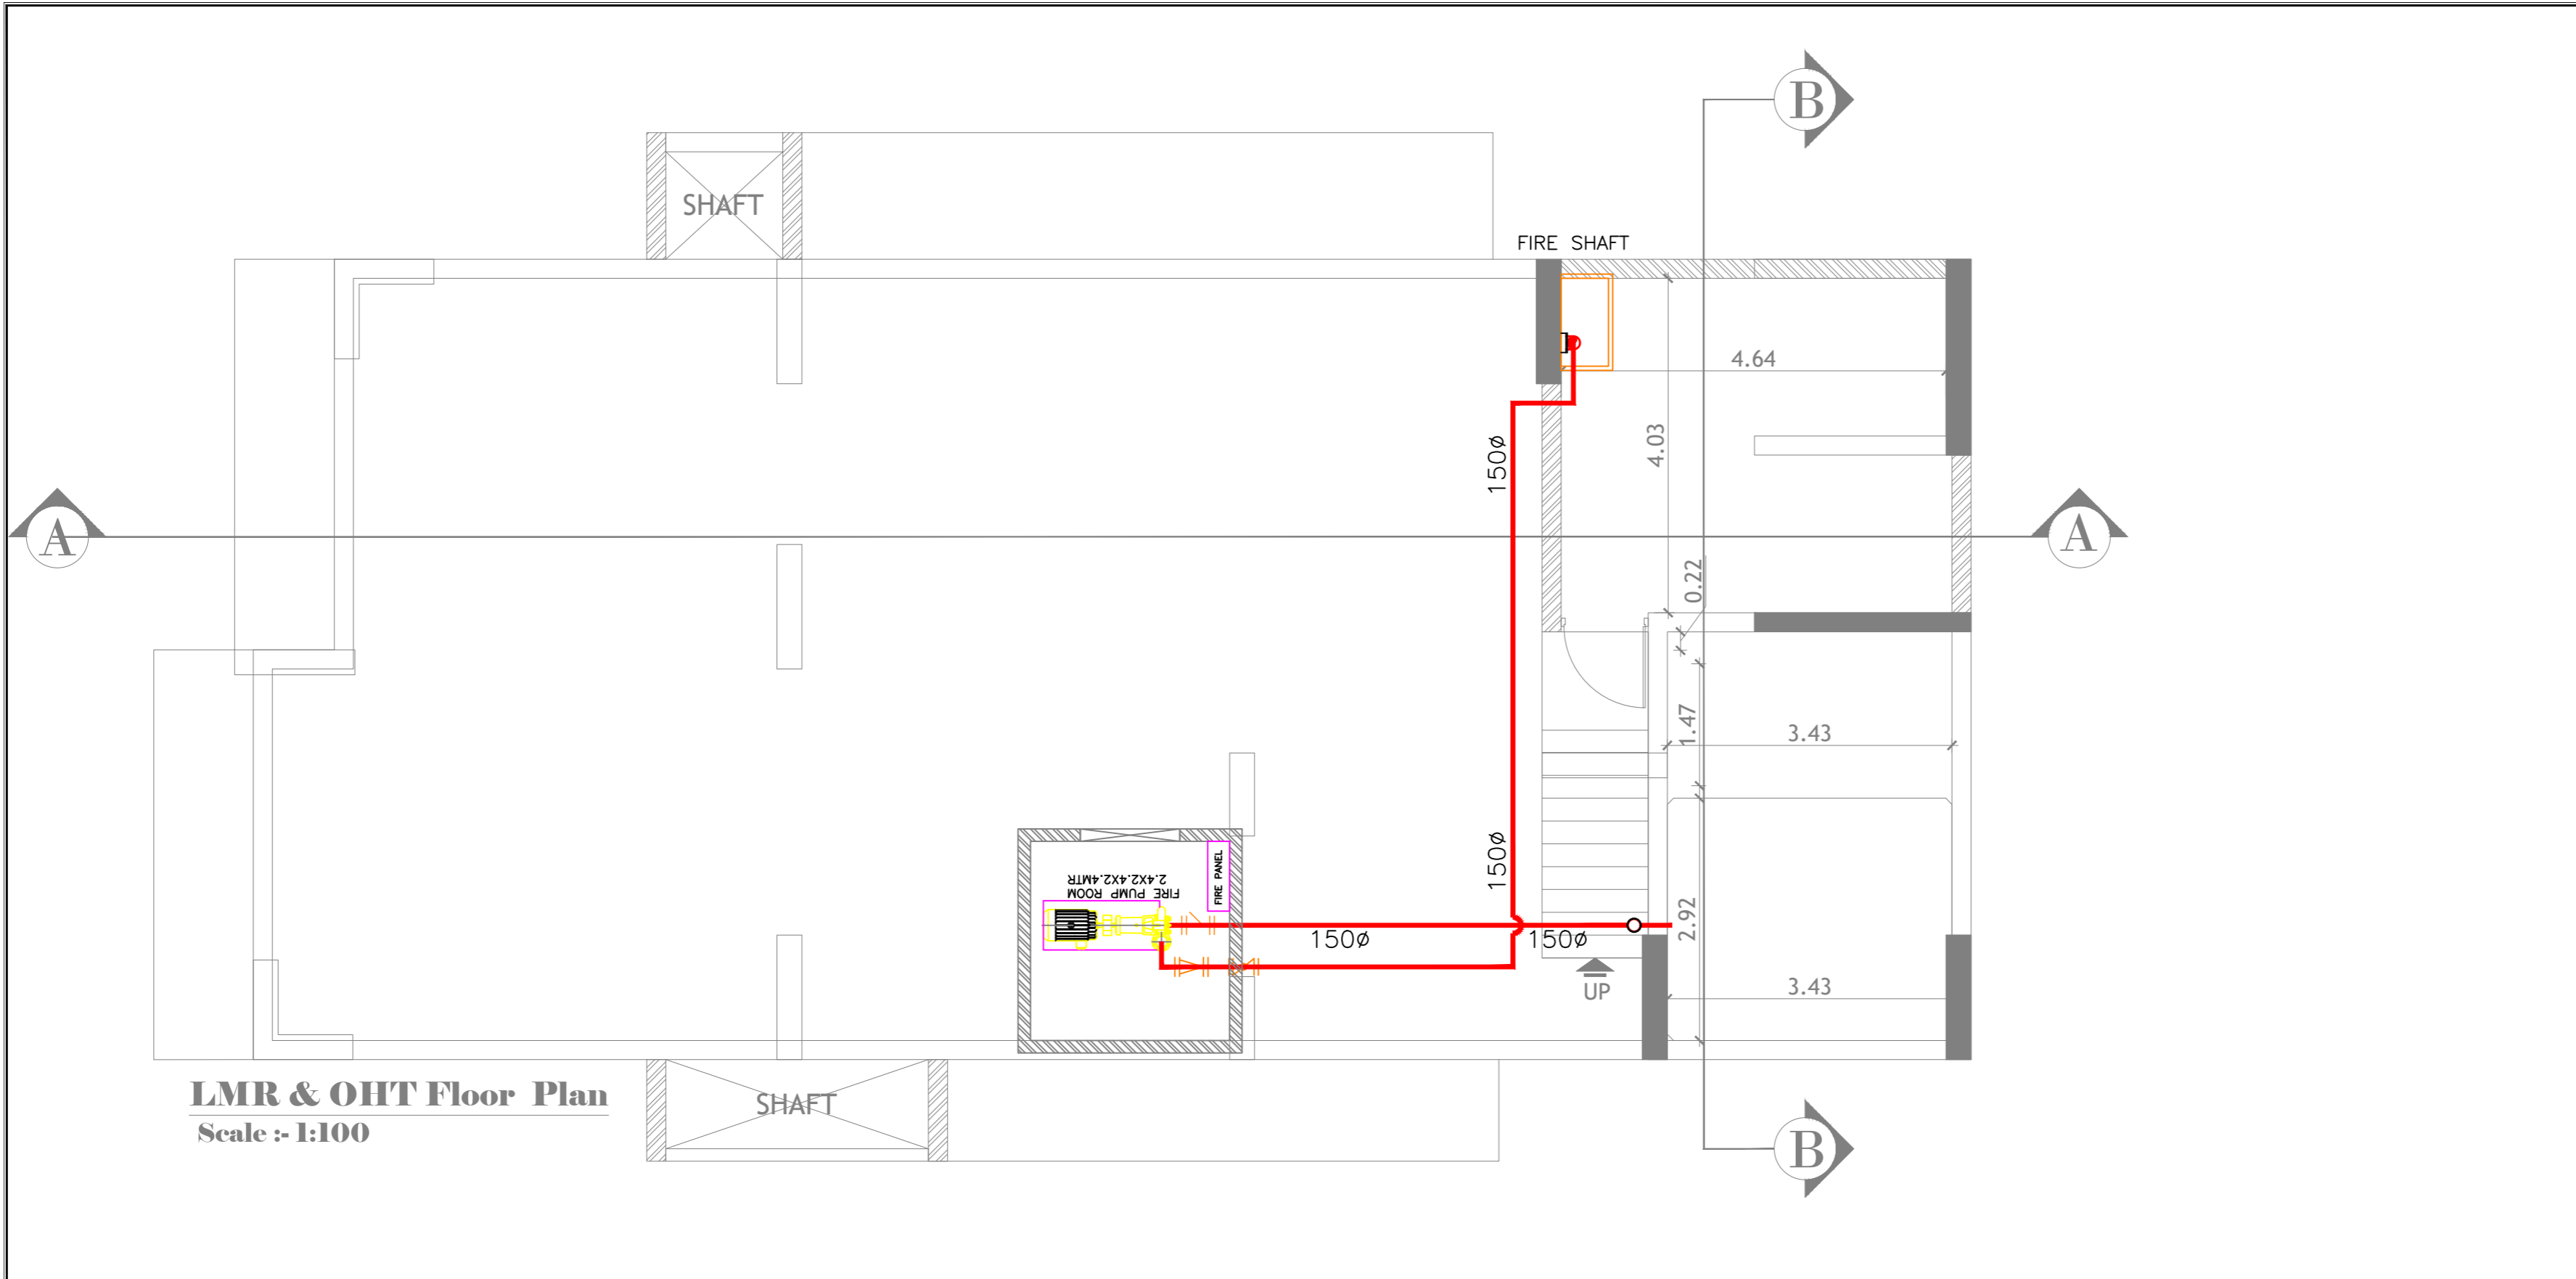 B
SHAFT
FIRE SHAFT
4.64
4.03
150ø
A
A
0.22
1.47
3.43
150ø
FIRE PANEL
FIRE PUMP ROOM
2.4X2.4X2.4MTR
2.92
150ø
150ø
UP
3.43
LMR & OHT Floor Plan
Scale :- 1:100
SHAFT
B